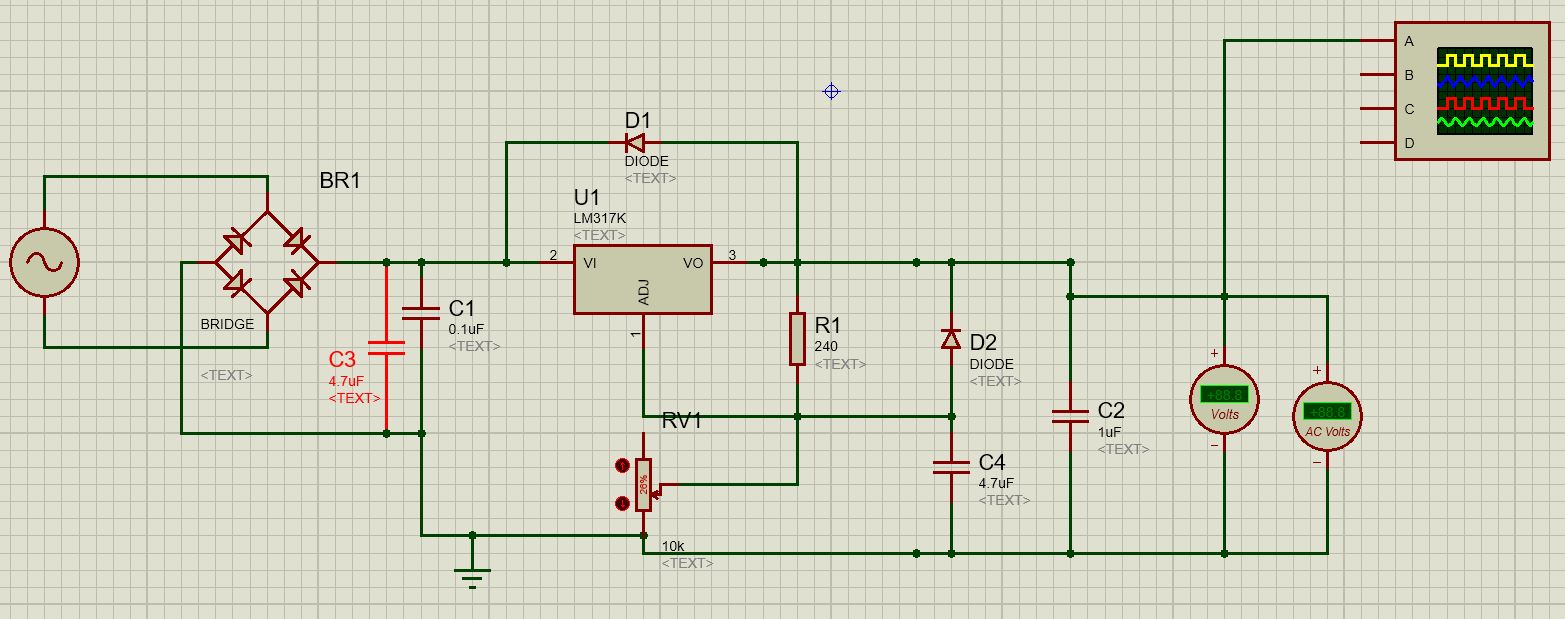 A
B
C
D
D1
DIODE
<TEXT>
BR1
U1
LM317K
<TEXT>
2
VI
VO
3
ADJ
1
BRIDGE
<TEXT>
C1
0.1uF
<TEXT>
C3
4.7uF
<TEXT>
R1
240
<TEXT>
D2
DIODE
<TEXT>
+
+88.8
Volts
−
+
+88.8
AC Volts
−
RV1
26%
10k
<TEXT>
C2
1uF
<TEXT>
C4
4.7uF
<TEXT>